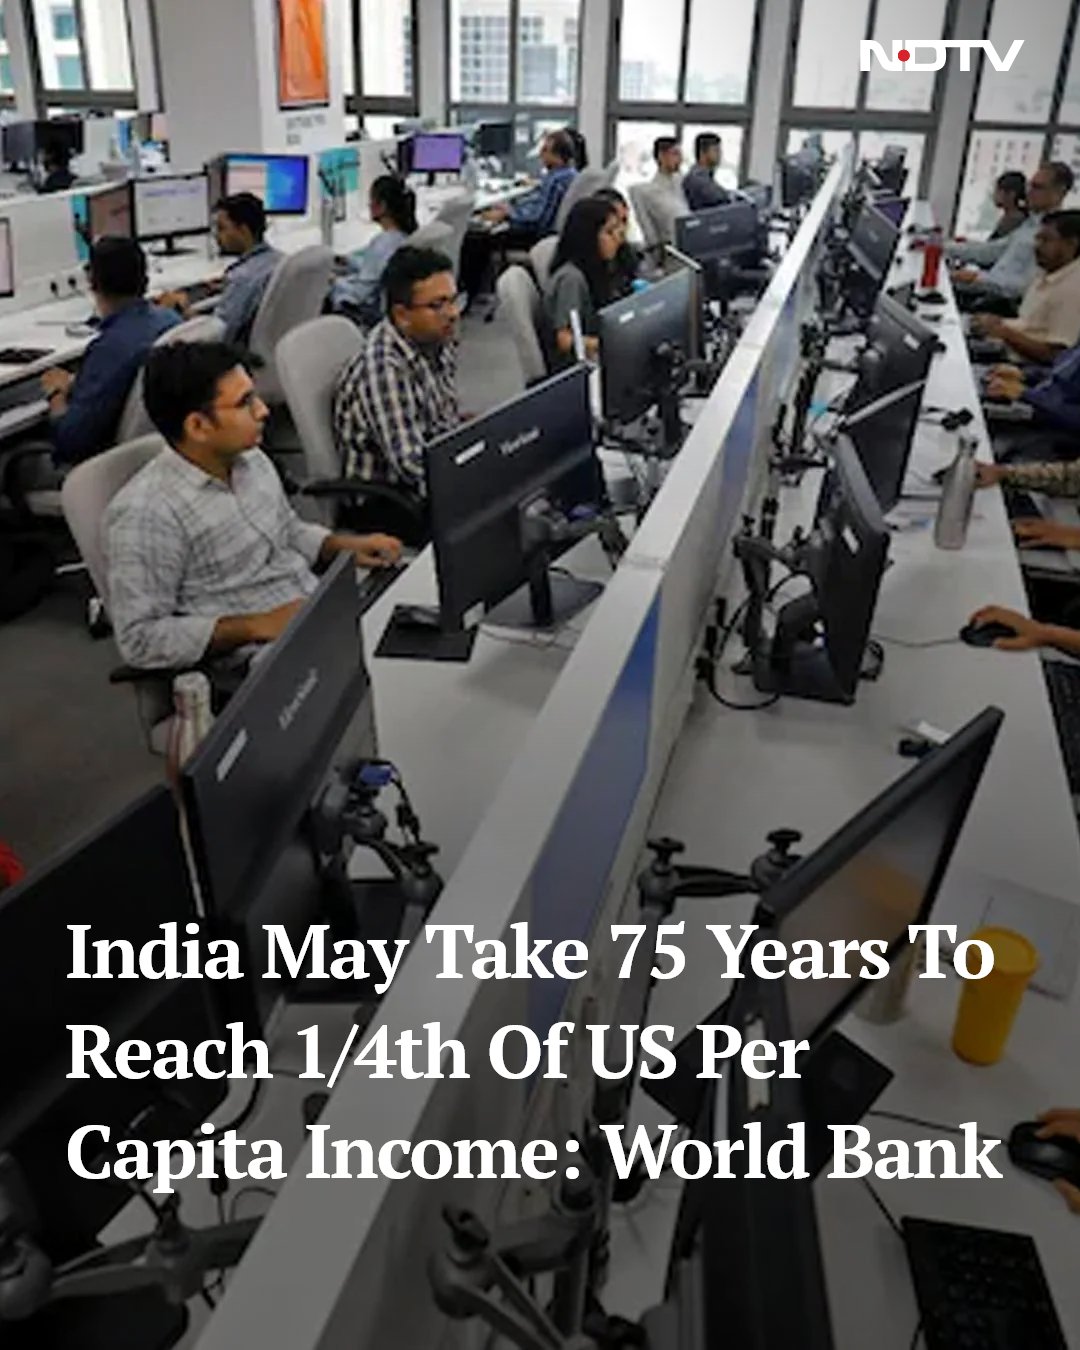 NDTV
India May Take 75 Years To
Reach 1/4th Of US Per
Capita Income: World Bank